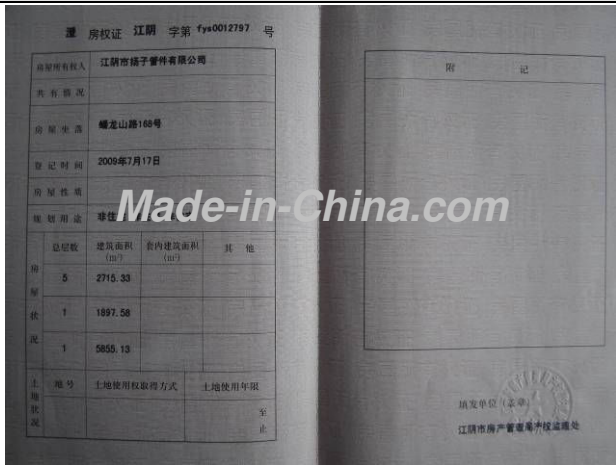 澄 房权证 江阴 字第 fys0012797 号
房屋所有权人 江阴市扬子管件有限公司
共有情况
房屋坐落 蟠龙山路168号
登记时间 2009年7月17日
房屋性质
规划用途 非住
Made-in-China.com
房屋状况
总层数 建筑面积(m²) 套内建筑面积(m²) 其他
5 2715.33
1 1897.58
1 5855.13
土地状况
地号 土地使用权取得方式 土地使用年限
至
止
附 记
填发单位(盖章)
江阴市房产管理局产权监理处